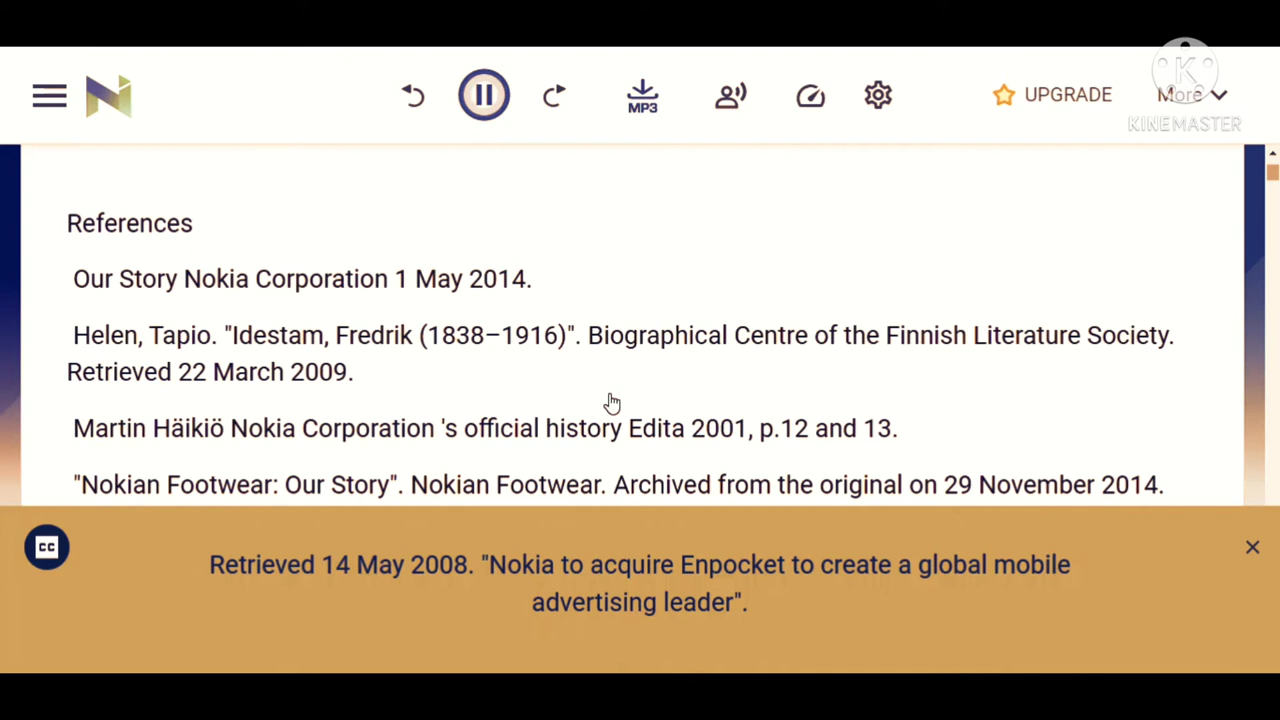 MP3
UPGRADE
More
KINEMASTER
References
Our Story Nokia Corporation 1 May 2014.
Helen, Tapio. "Idestam, Fredrik (1838–1916)". Biographical Centre of the Finnish Literature Society.
Retrieved 22 March 2009.
Martin Häikiö Nokia Corporation 's official history Edita 2001, p.12 and 13.
"Nokian Footwear: Our Story". Nokian Footwear. Archived from the original on 29 November 2014.
CC
Retrieved 14 May 2008. "Nokia to acquire Enpocket to create a global mobile
advertising leader".